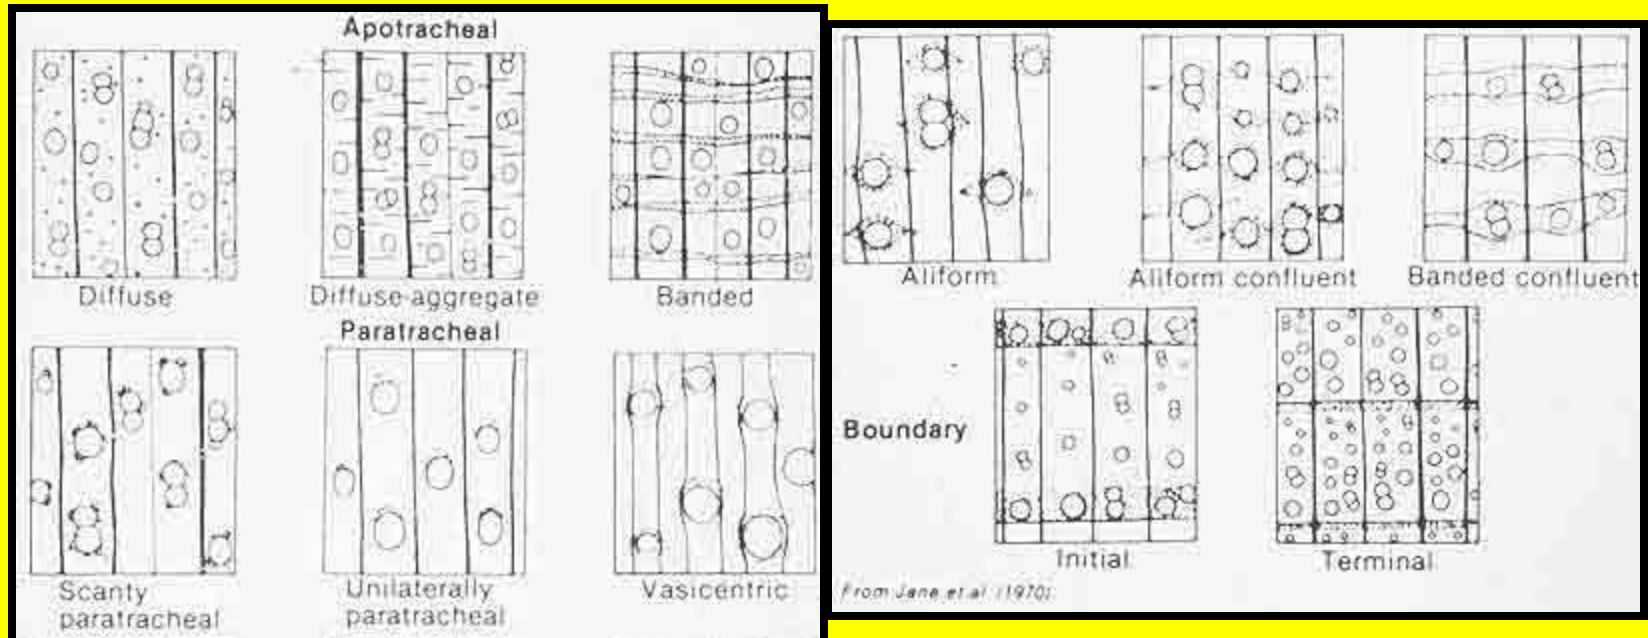 Apotracheal
Diffuse
Diffuse-aggregate
Banded
Paratracheal
Scanty
paratracheal
Unilaterally
paratracheal
Vasicentric
Aliform
Aliform confluent
Banded confluent
Boundary
Initial
Terminal
From Jane et al (1970)